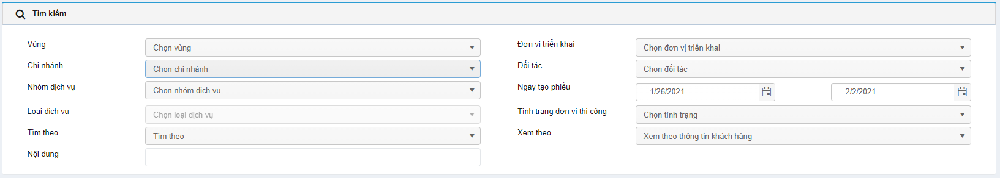 Tìm kiếm
Vùng
Chọn vùng
Đơn vị triển khai
Chọn đơn vị triển khai
Chi nhánh
Chọn chi nhánh
Đối tác
Chọn đối tác
Nhóm dịch vụ
Chọn nhóm dịch vụ
Ngày tạo phiếu
1/26/2021
2/2/2021
Loại dịch vụ
Chọn loại dịch vụ
Tình trạng đơn vị thi công
Chọn tình trạng
Tìm theo
Tìm theo
Xem theo
Xem theo thông tin khách hàng
Nội dung